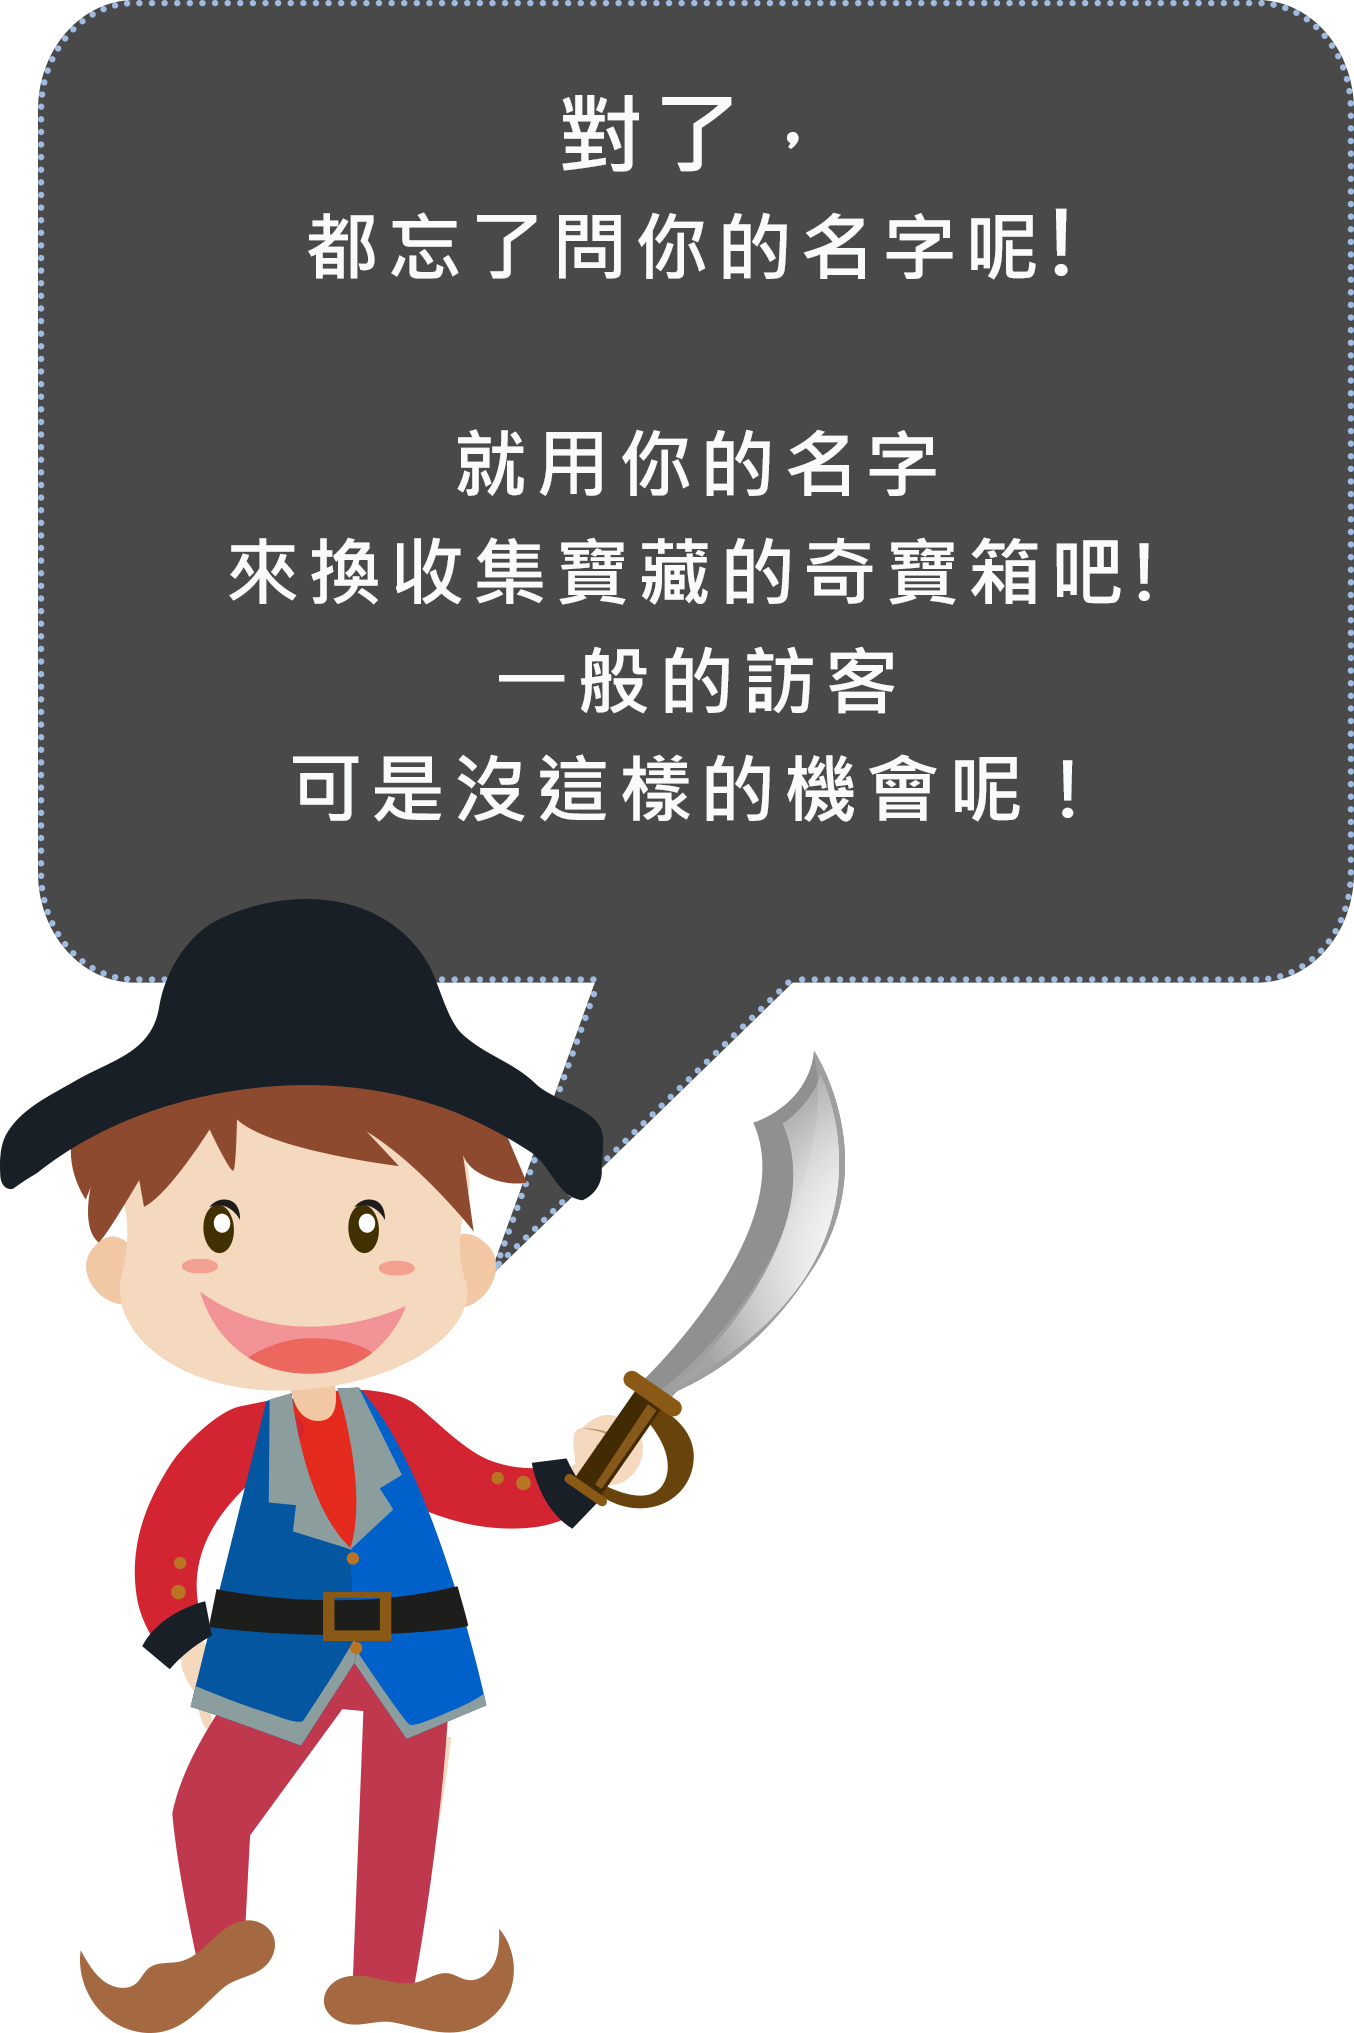 對了，
都忘了問你的名字呢!
就用你的名字
來換收集寶藏的奇寶箱吧!
一般的訪客
可是沒這樣的機會呢！